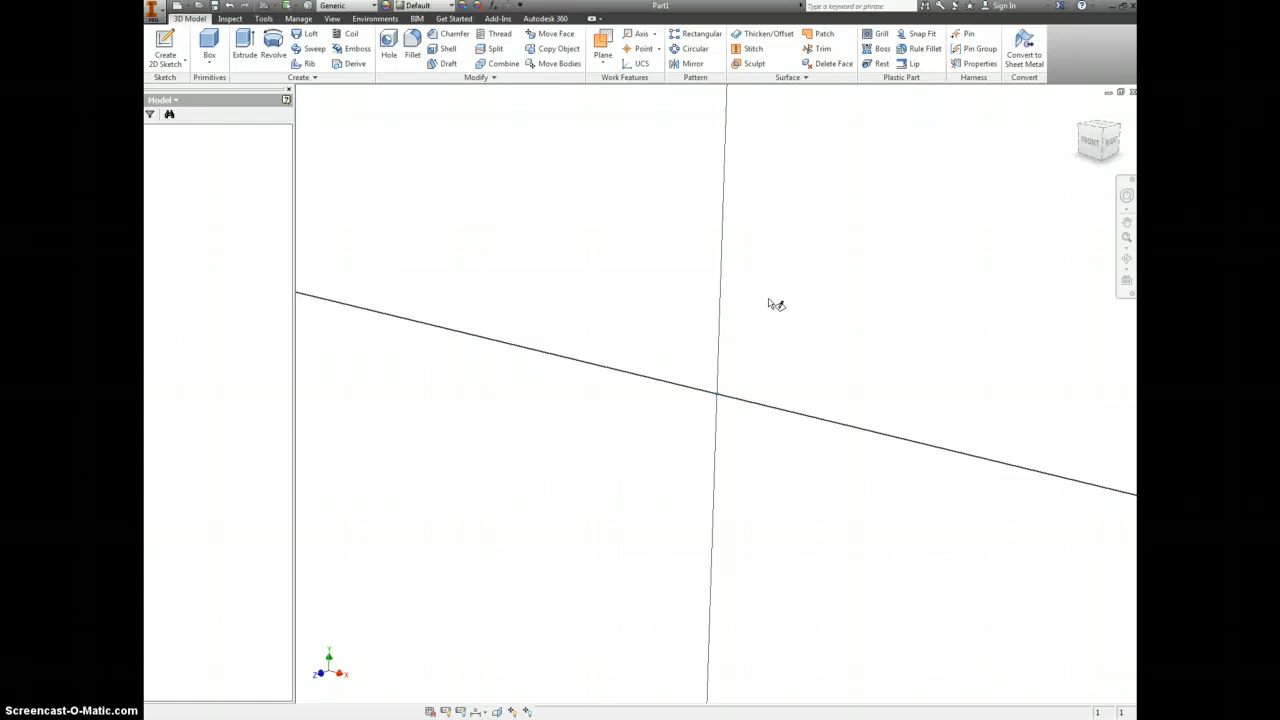 Generic Default Part1 Type a keyword or phrase Sign In
3D Model Inspect Tools Manage View Environments BIM Get Started Add-Ins Autodesk 360
Create 2D Sketch Box Extrude Revolve Loft Sweep Rib Coil Emboss Derive Hole Fillet Chamfer Shell Draft Thread Split Combine Move Face Copy Object Move Bodies Plane Axis Point UCS Rectangular Circular Mirror Thicken/Offset Stitch Sculpt Patch Trim Delete Face Grill Boss Rest Snap Fit Rule Fillet Lip Pin Pin Group Properties Convert to Sheet Metal
Sketch Primitives Create Modify Work Features Pattern Surface Plastic Part Harness Convert
Model
FRONT RIGHT
Y
Z X
Screencast-O-Matic.com 1 1